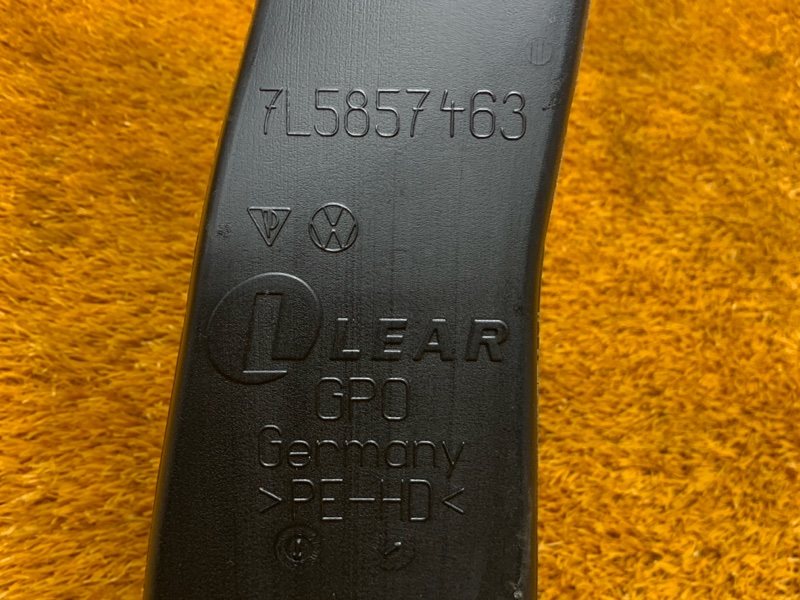 7L5857463
L LEAR
GPO
Germany
>PE-HD<